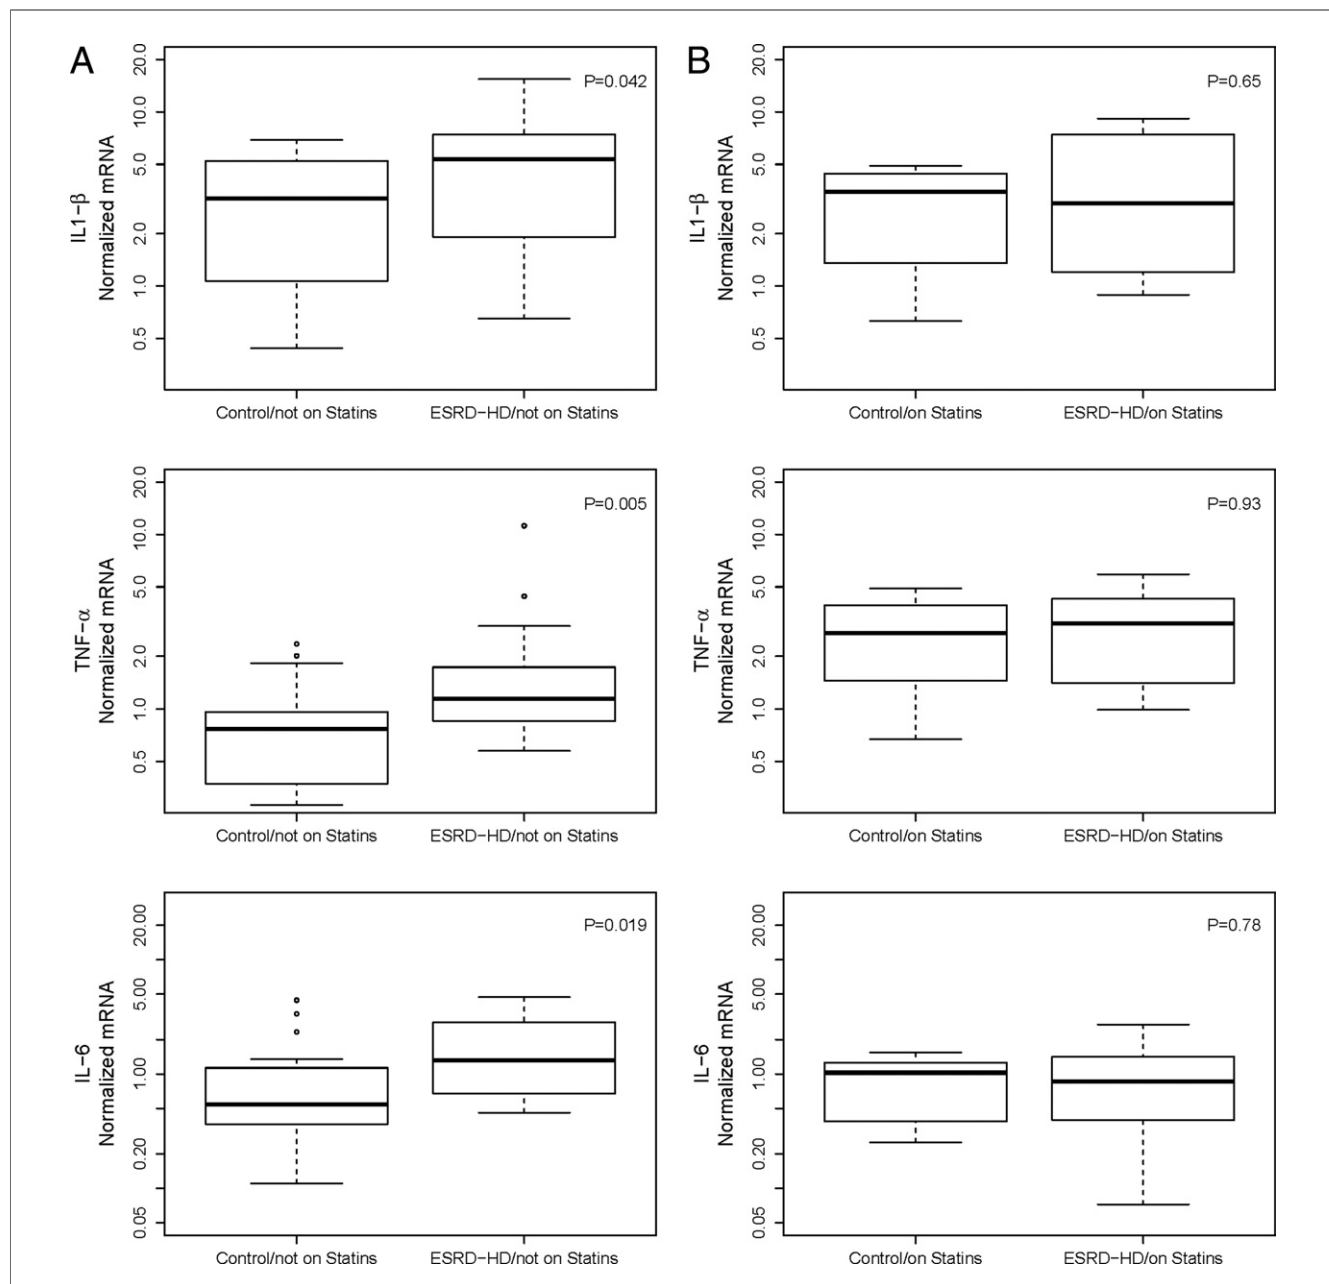 A
IL1-β
Normalized mRNA
20.0
10.0
5.0
2.0
1.0
0.5
P=0.042
Control/not on Statins
ESRD-HD/not on Statins
B
IL1-β
Normalized mRNA
20.0
10.0
5.0
2.0
1.0
0.5
P=0.65
Control/on Statins
ESRD-HD/on Statins
TNF-α
Normalized mRNA
20.0
10.0
5.0
2.0
1.0
0.5
P=0.005
Control/not on Statins
ESRD-HD/not on Statins
TNF-α
Normalized mRNA
20.0
10.0
5.0
2.0
1.0
0.5
P=0.93
Control/on Statins
ESRD-HD/on Statins
IL-6
Normalized mRNA
20.00
5.00
1.00
0.20
0.05
P=0.019
Control/not on Statins
ESRD-HD/not on Statins
IL-6
Normalized mRNA
20.00
5.00
1.00
0.20
0.05
P=0.78
Control/on Statins
ESRD-HD/on Statins